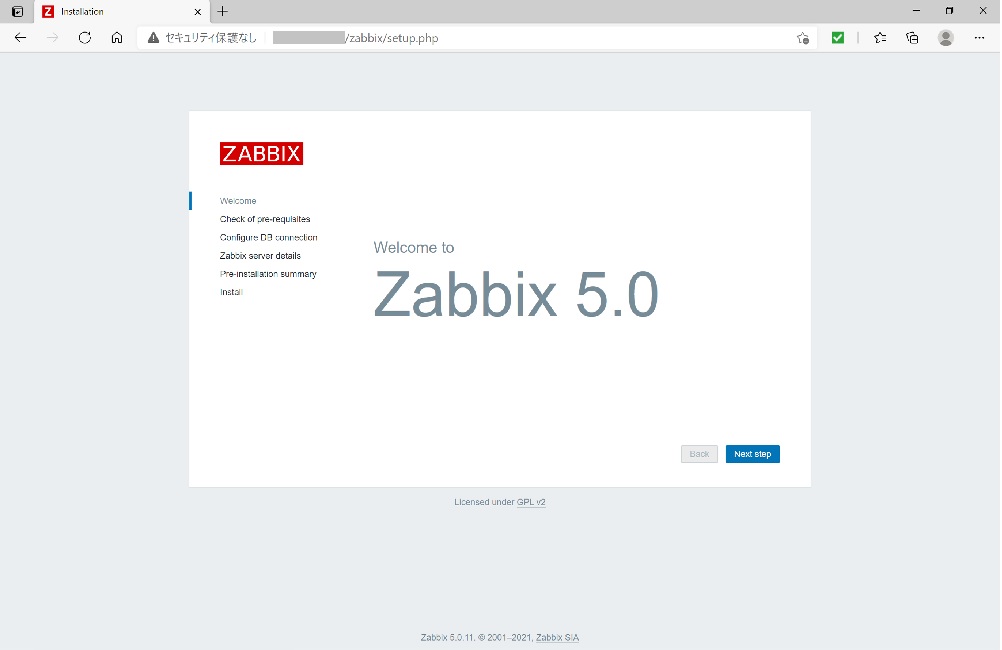 Installation
セキュリティ保護なし
/zabbix/setup.php
ZABBIX
Welcome
Check of pre-requisites
Configure DB connection
Zabbix server details
Pre-installation summary
Install
Welcome to
Zabbix 5.0
Back
Next step
Licensed under GPL v2
Zabbix 5.0.11. © 2001–2021, Zabbix SIA